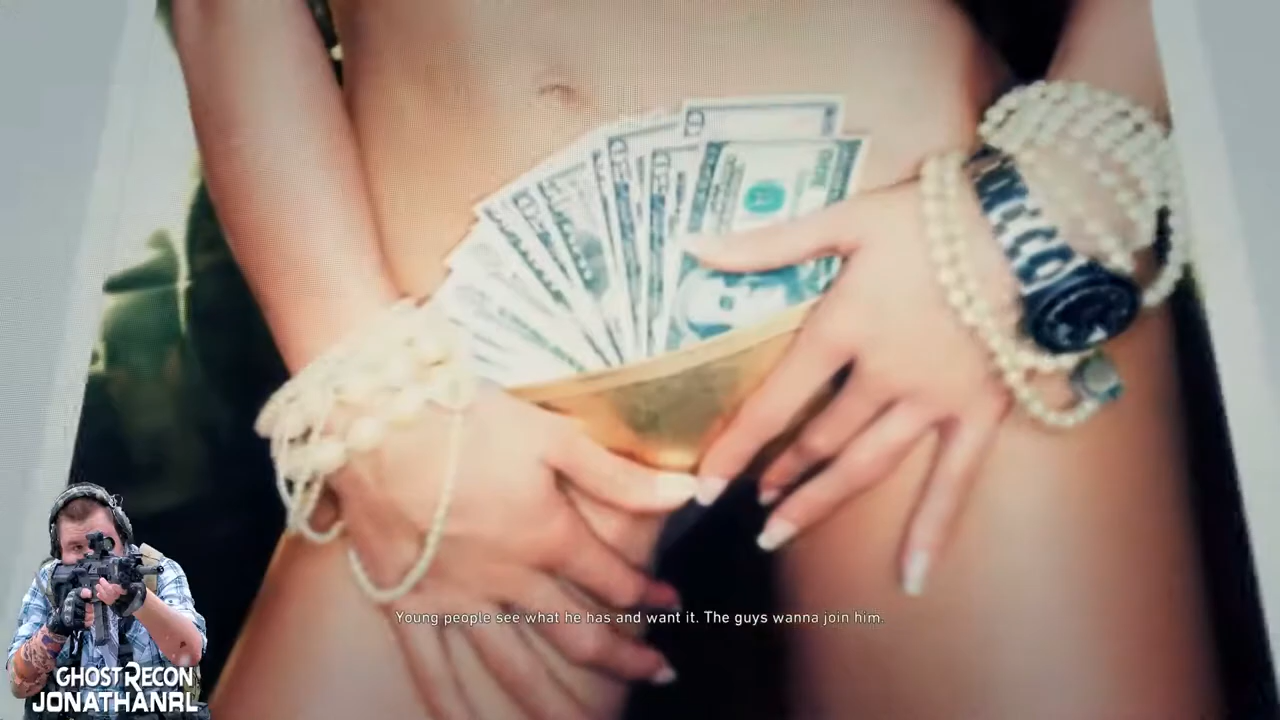 Young people see what he has and want it. The guys wanna join him.
GHOST RECON
JONATHANRL